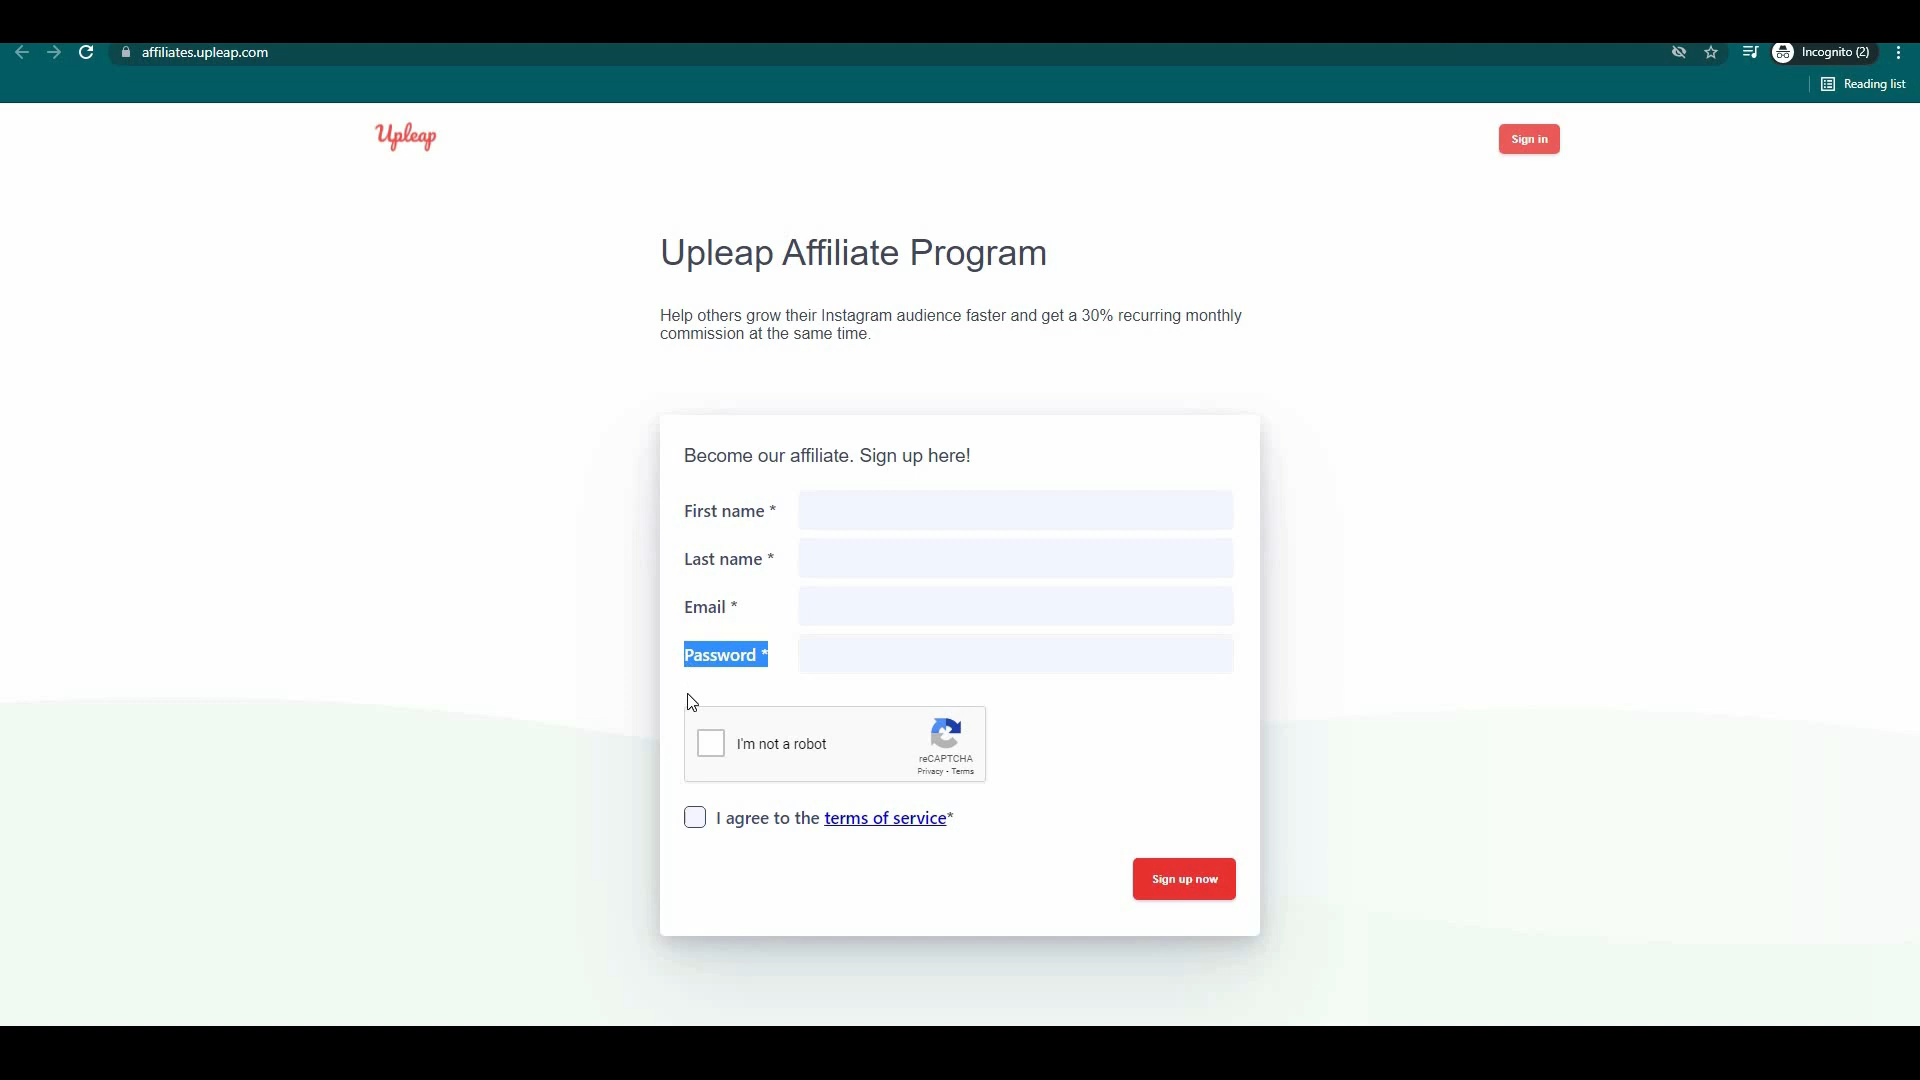 affiliates.upleap.com
Incognito (2)
Reading list
Upleap
Sign in
Upleap Affiliate Program
Help others grow their Instagram audience faster and get a 30% recurring monthly
commission at the same time.
Become our affiliate. Sign up here!
First name *
Last name *
Email *
Password *
I'm not a robot
reCAPTCHA
Privacy - Terms
I agree to the terms of service*
Sign up now